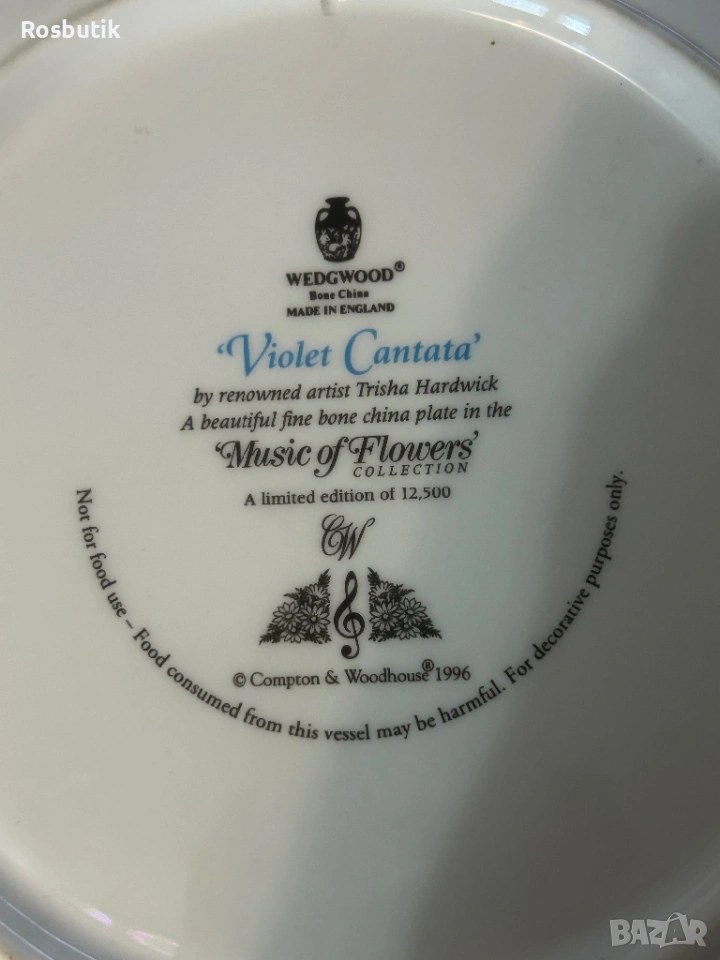 Rosbutik
WEDGWOOD®
Bone China
MADE IN ENGLAND
‘Violet Cantata’
by renowned artist Trisha Hardwick
A beautiful fine bone china plate in the
‘Music of Flowers’
COLLECTION
A limited edition of 12,500
CW
© Compton & Woodhouse® 1996
Not for food use – Food consumed from this vessel may be harmful. For decorative purposes only.
BAZAR